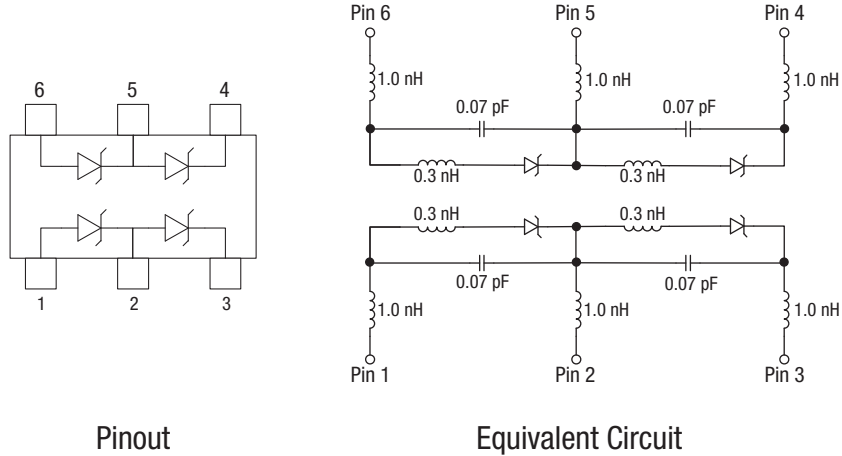 Pin 6 Pin 5 Pin 4
6 5 4
1.0 nH 1.0 nH 1.0 nH
0.07 pF 0.07 pF
0.3 nH 0.3 nH
0.3 nH 0.3 nH
0.07 pF 0.07 pF
1 2 3
1.0 nH 1.0 nH 1.0 nH
Pin 1 Pin 2 Pin 3
Pinout Equivalent Circuit